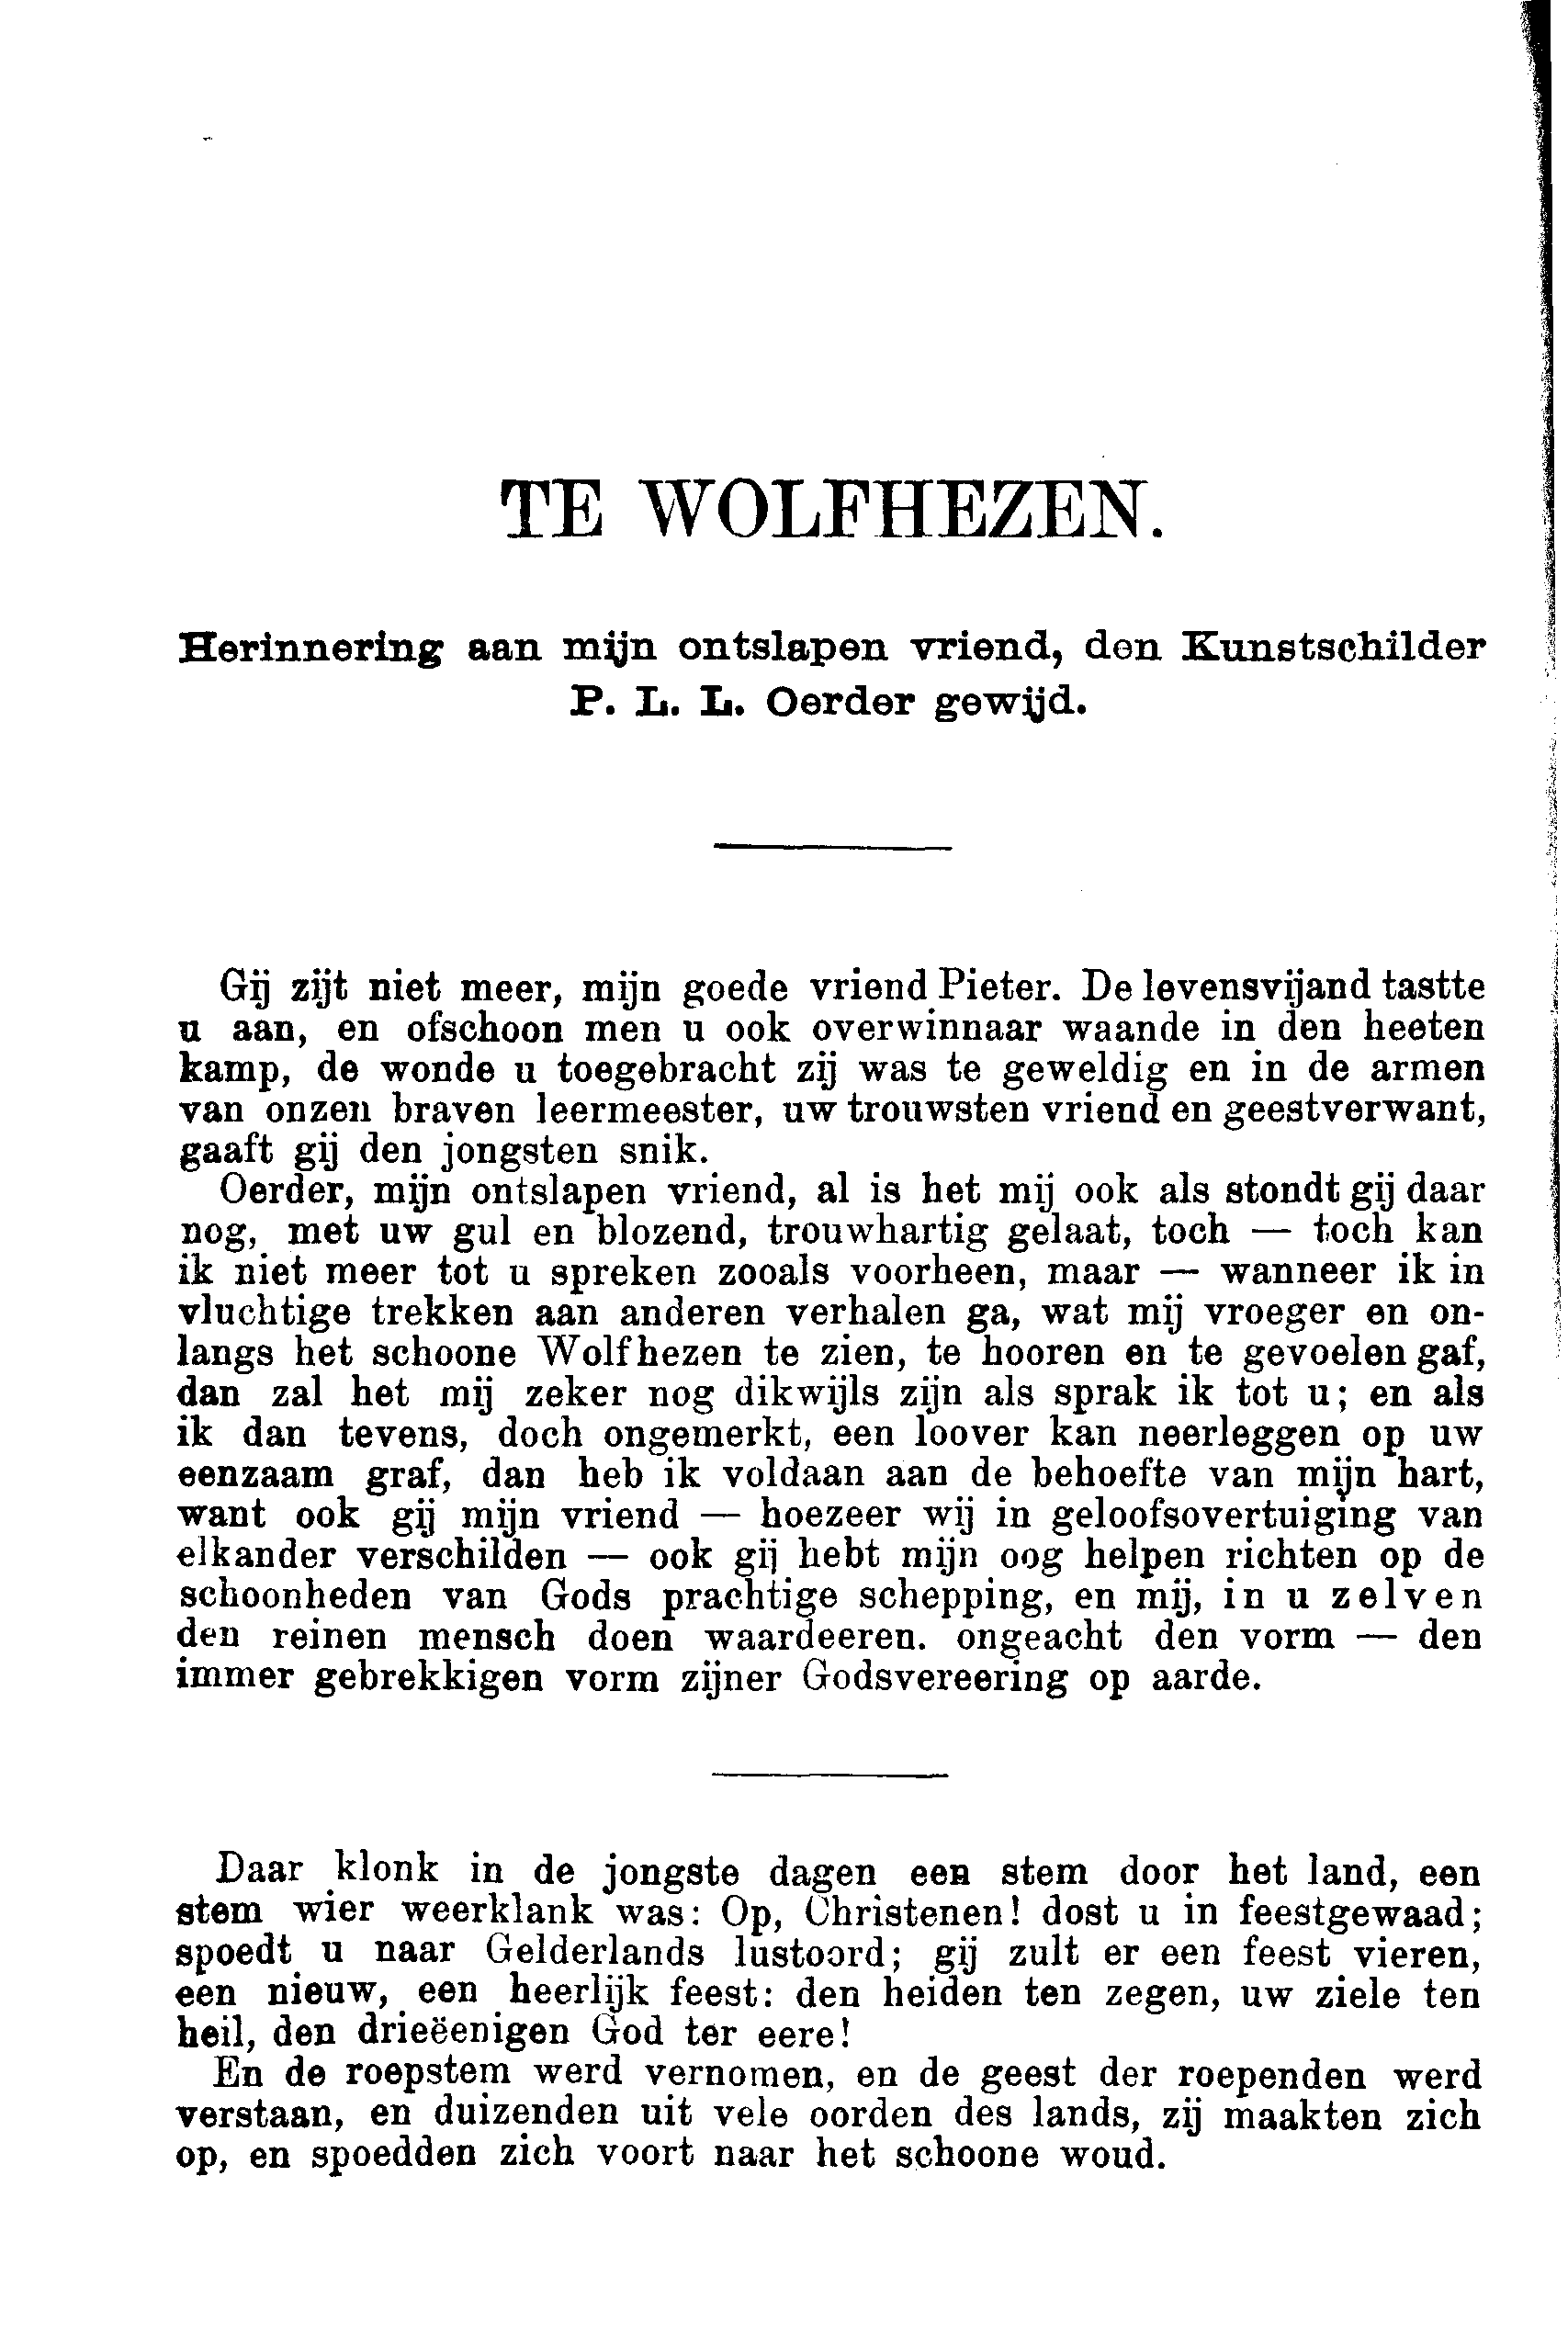 TE WOLFHEZEN.
Herinnering aan mijn ontslapen vriend, den Kunstschilder
P. L. L. Oerder gewijd.
Gij zijt niet meer, mijn goede vriend Pieter. De levensvijand tastte
u aan, en ofschoon men u ook overwinnaar waande in den heeten
kamp, de wonde u toegebracht zij was te geweldig en in de armen
van onzen braven leermeester, uw trouwsten vriend en geestverwant,
gaaft gij den jongsten snik.
Oerder, mijn ontslapen vriend, al is het mij ook als stondt gij daar
nog, met uw gul en blozend, trouwhartig gelaat, toch — toch kan
ik niet meer tot u spreken zooals voorheen, maar — wanneer ik in
vluchtige trekken aan anderen verhalen ga, wat mij vroeger en on-
langs het schoone Wolfhezen te zien, te hooren en te gevoelen gaf,
dan zal het mij zeker nog dikwijls zijn als sprak ik tot u; en als
ik dan tevens, doch ongemerkt, een loover kan neerleggen op uw
eenzaam graf, dan heb ik voldaan aan de behoefte van mijn hart,
want ook gij mijn vriend — hoezeer wij in geloofsovertuiging van
elkander verschilden — ook gij hebt mijn oog helpen richten op de
schoonheden van Gods prachtige schepping, en mij, in u zelven
den reinen mensch doen waardeeren. ongeacht den vorm — den
immer gebrekkigen vorm zijner Godsvereering op aarde.
Daar klonk in de jongste dagen een stem door het land, een
stem wier weerklank was: Op, Christenen! dost u in feestgewaad;
spoedt u naar Gelderlands lustoord; gij zult er een feest vieren,
een nieuw, een heerlijk feest: den heiden ten zegen, uw ziele ten
heil, den drieëenigen God ter eere!
En de roepstem werd vernomen, en de geest der roependen werd
verstaan, en duizenden uit vele oorden des lands, zij maakten zich
op, en spoedden zich voort naar het schoone woud.